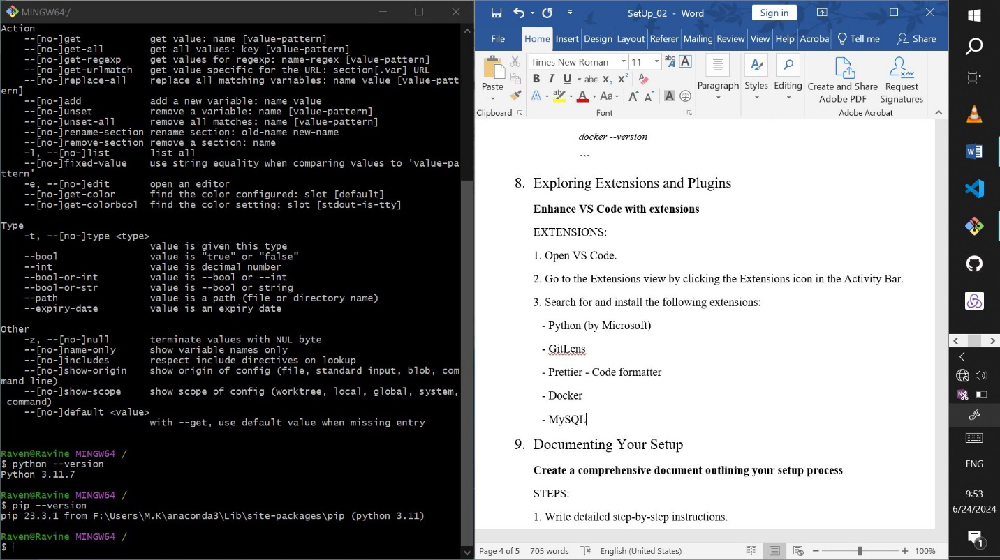 MINGW64:/
Action
--[no-]get get value: name [value-pattern]
--[no-]get-all get all values: key [value-pattern]
--[no-]get-regexp get values for regexp: name-regex [value-pattern]
--[no-]get-urlmatch get value specific for the URL: section[.var] URL
--[no-]replace-all replace all matching variables: name value [value-patt
ern]
--[no-]add add a new variable: name value
--[no-]unset remove a variable: name [value-pattern]
--[no-]unset-all remove all matches: name [value-pattern]
--[no-]rename-section rename section: old-name new-name
--[no-]remove-section remove a section: name
-l, --[no-]list list all
--[no-]fixed-value use string equality when comparing values to 'value-pa
ttern'
-e, --[no-]edit open an editor
--[no-]get-color find the color configured: slot [default]
--[no-]get-colorbool find the color setting: slot [stdout-is-tty]
Type
-t, --[no-]type <type>
value is given this type
--bool value is "true" or "false"
--int value is decimal number
--bool-or-int value is --bool or --int
--bool-or-str value is --bool or string
--path value is a path (file or directory name)
--expiry-date value is an expiry date
Other
-z, --[no-]null terminate values with NUL byte
--[no-]name-only show variable names only
--[no-]includes respect include directives on lookup
--[no-]show-origin show origin of config (file, standard input, blob, com
mand line)
--[no-]show-scope show scope of config (worktree, local, global, system,
command)
--[no-]default <value>
with --get, use default value when missing entry
Raven@Ravine MINGW64 /
$ python --version
Python 3.11.7
Raven@Ravine MINGW64 /
$ pip --version
pip 23.3.1 from F:\Users\M.K\anaconda3\Lib\site-packages\pip (python 3.11)
Raven@Ravine MINGW64 /
$
SetUp_02 - Word Sign in
File Home Insert Design Layout Referer Mailing Review View Help Acroba Tell me Share
Times New Roman 11 abc A
B I U abc x₂ x² A
Paste A ab A Aa A A A 字
Paragraph Styles Editing Create and Share Request
Adobe PDF Signatures
Clipboard Font Adobe Acrobat
docker --version
```
8. Exploring Extensions and Plugins
Enhance VS Code with extensions
EXTENSIONS:
1. Open VS Code.
2. Go to the Extensions view by clicking the Extensions icon in the Activity Bar.
3. Search for and install the following extensions:
- Python (by Microsoft)
- GitLens
- Prettier - Code formatter
- Docker
- MySQL
9. Documenting Your Setup
Create a comprehensive document outlining your setup process
STEPS:
1. Write detailed step-by-step instructions.
Page 4 of 5 705 words English (United States) 100%
ENG
9:53
6/24/2024
1